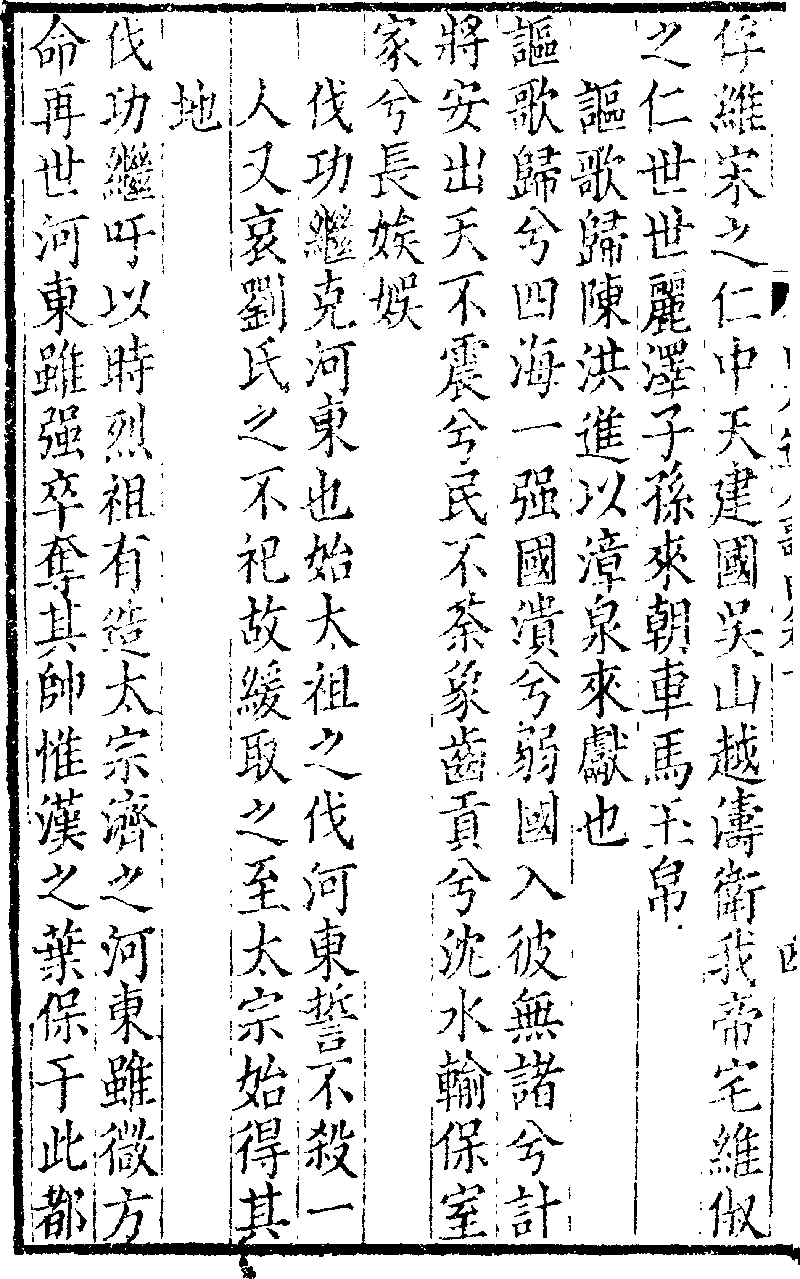 俘維宋之仁中天建國吳山越濤衛我帝宅維俶
之仁世世麗澤子孫來朝車馬玉帛
謳歌歸陳洪進以漳泉來獻也
謳歌歸兮四海一强國潰兮弱國入彼無諸兮計
將安出天不震兮民不荼象齒貢兮沈水輸保室
家兮長娭娛
伐功繼克河東也始太祖之伐河東誓不殺一
人又哀劉氏之不祀故緩取之至太宗始得其
地
伐功繼吁以時烈祖有造太宗濟之河東雖微方
命再世河東雖强卒奪其帥惟漢之葉保于此都